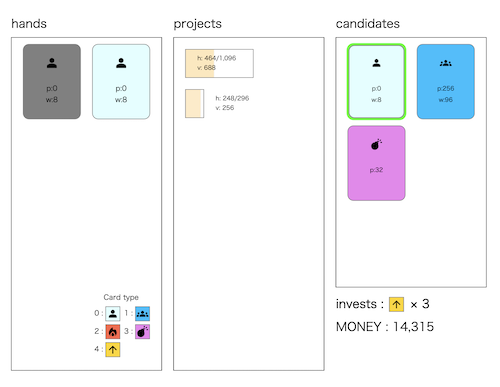 hands
p:0
w:8
p:0
w:8
Card type
0 :
1 :
2 :
3 :
4 :
projects
h: 464/1,096
v: 688
h: 248/296
v: 256
candidates
p:0
w:8
p:256
w:96
p:32
invests : × 3
MONEY : 14,315